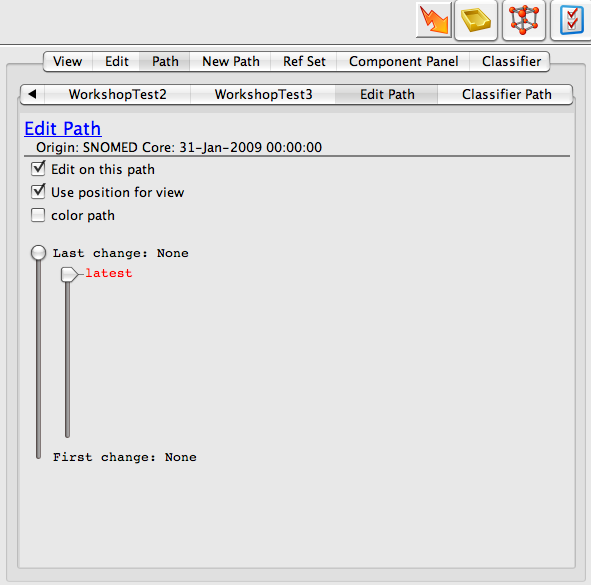 View Edit Path New Path Ref Set Component Panel Classifier
WorkshopTest2 WorkshopTest3 Edit Path Classifier Path
Edit Path
Origin: SNOMED Core: 31-Jan-2009 00:00:00
Edit on this path
Use position for view
color path
Last change: None
latest
First change: None